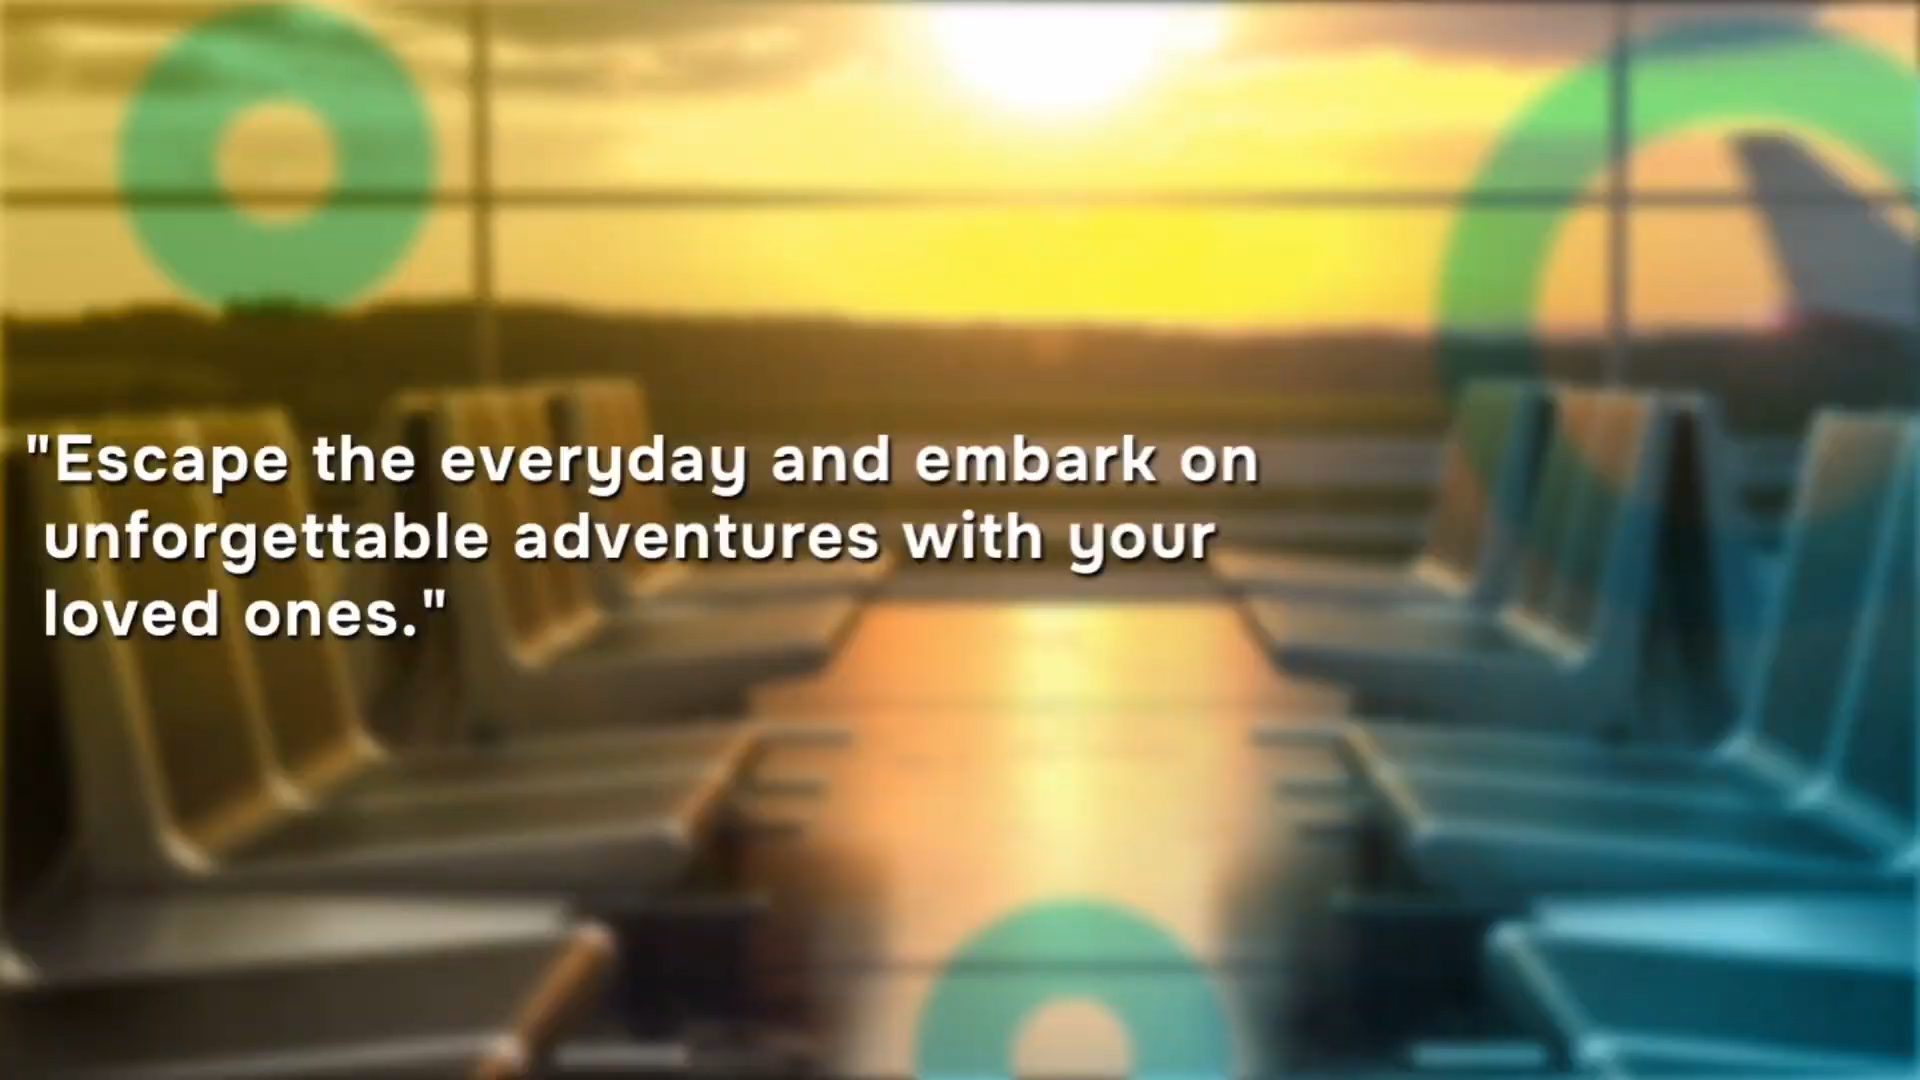 "Escape the everyday and embark on
unforgettable adventures with your
loved ones."